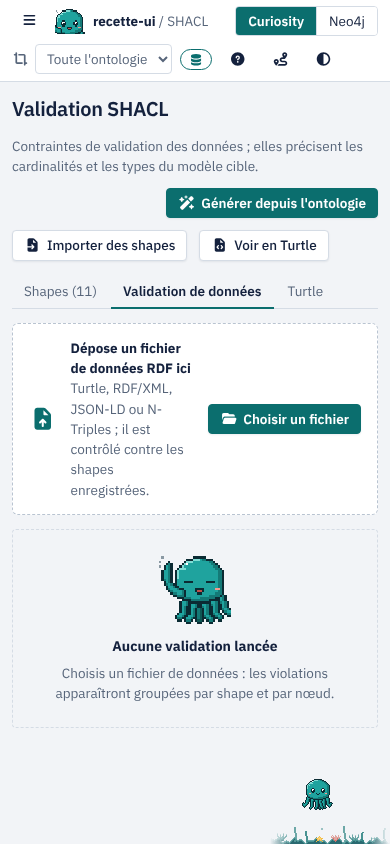 recette-ui / SHACL
Curiosity
Neo4j
Toute l'ontologie
Validation SHACL
Contraintes de validation des données ; elles précisent les
cardinalités et les types du modèle cible.
Générer depuis l'ontologie
Importer des shapes
Voir en Turtle
Shapes (11)
Validation de données
Turtle
Dépose un fichier
de données RDF ici
Turtle, RDF/XML,
JSON-LD ou N-
Triples ; il est
contrôlé contre les
shapes
enregistrées.
Choisir un fichier
Aucune validation lancée
Choisis un fichier de données : les violations
apparaîtront groupées par shape et par nœud.